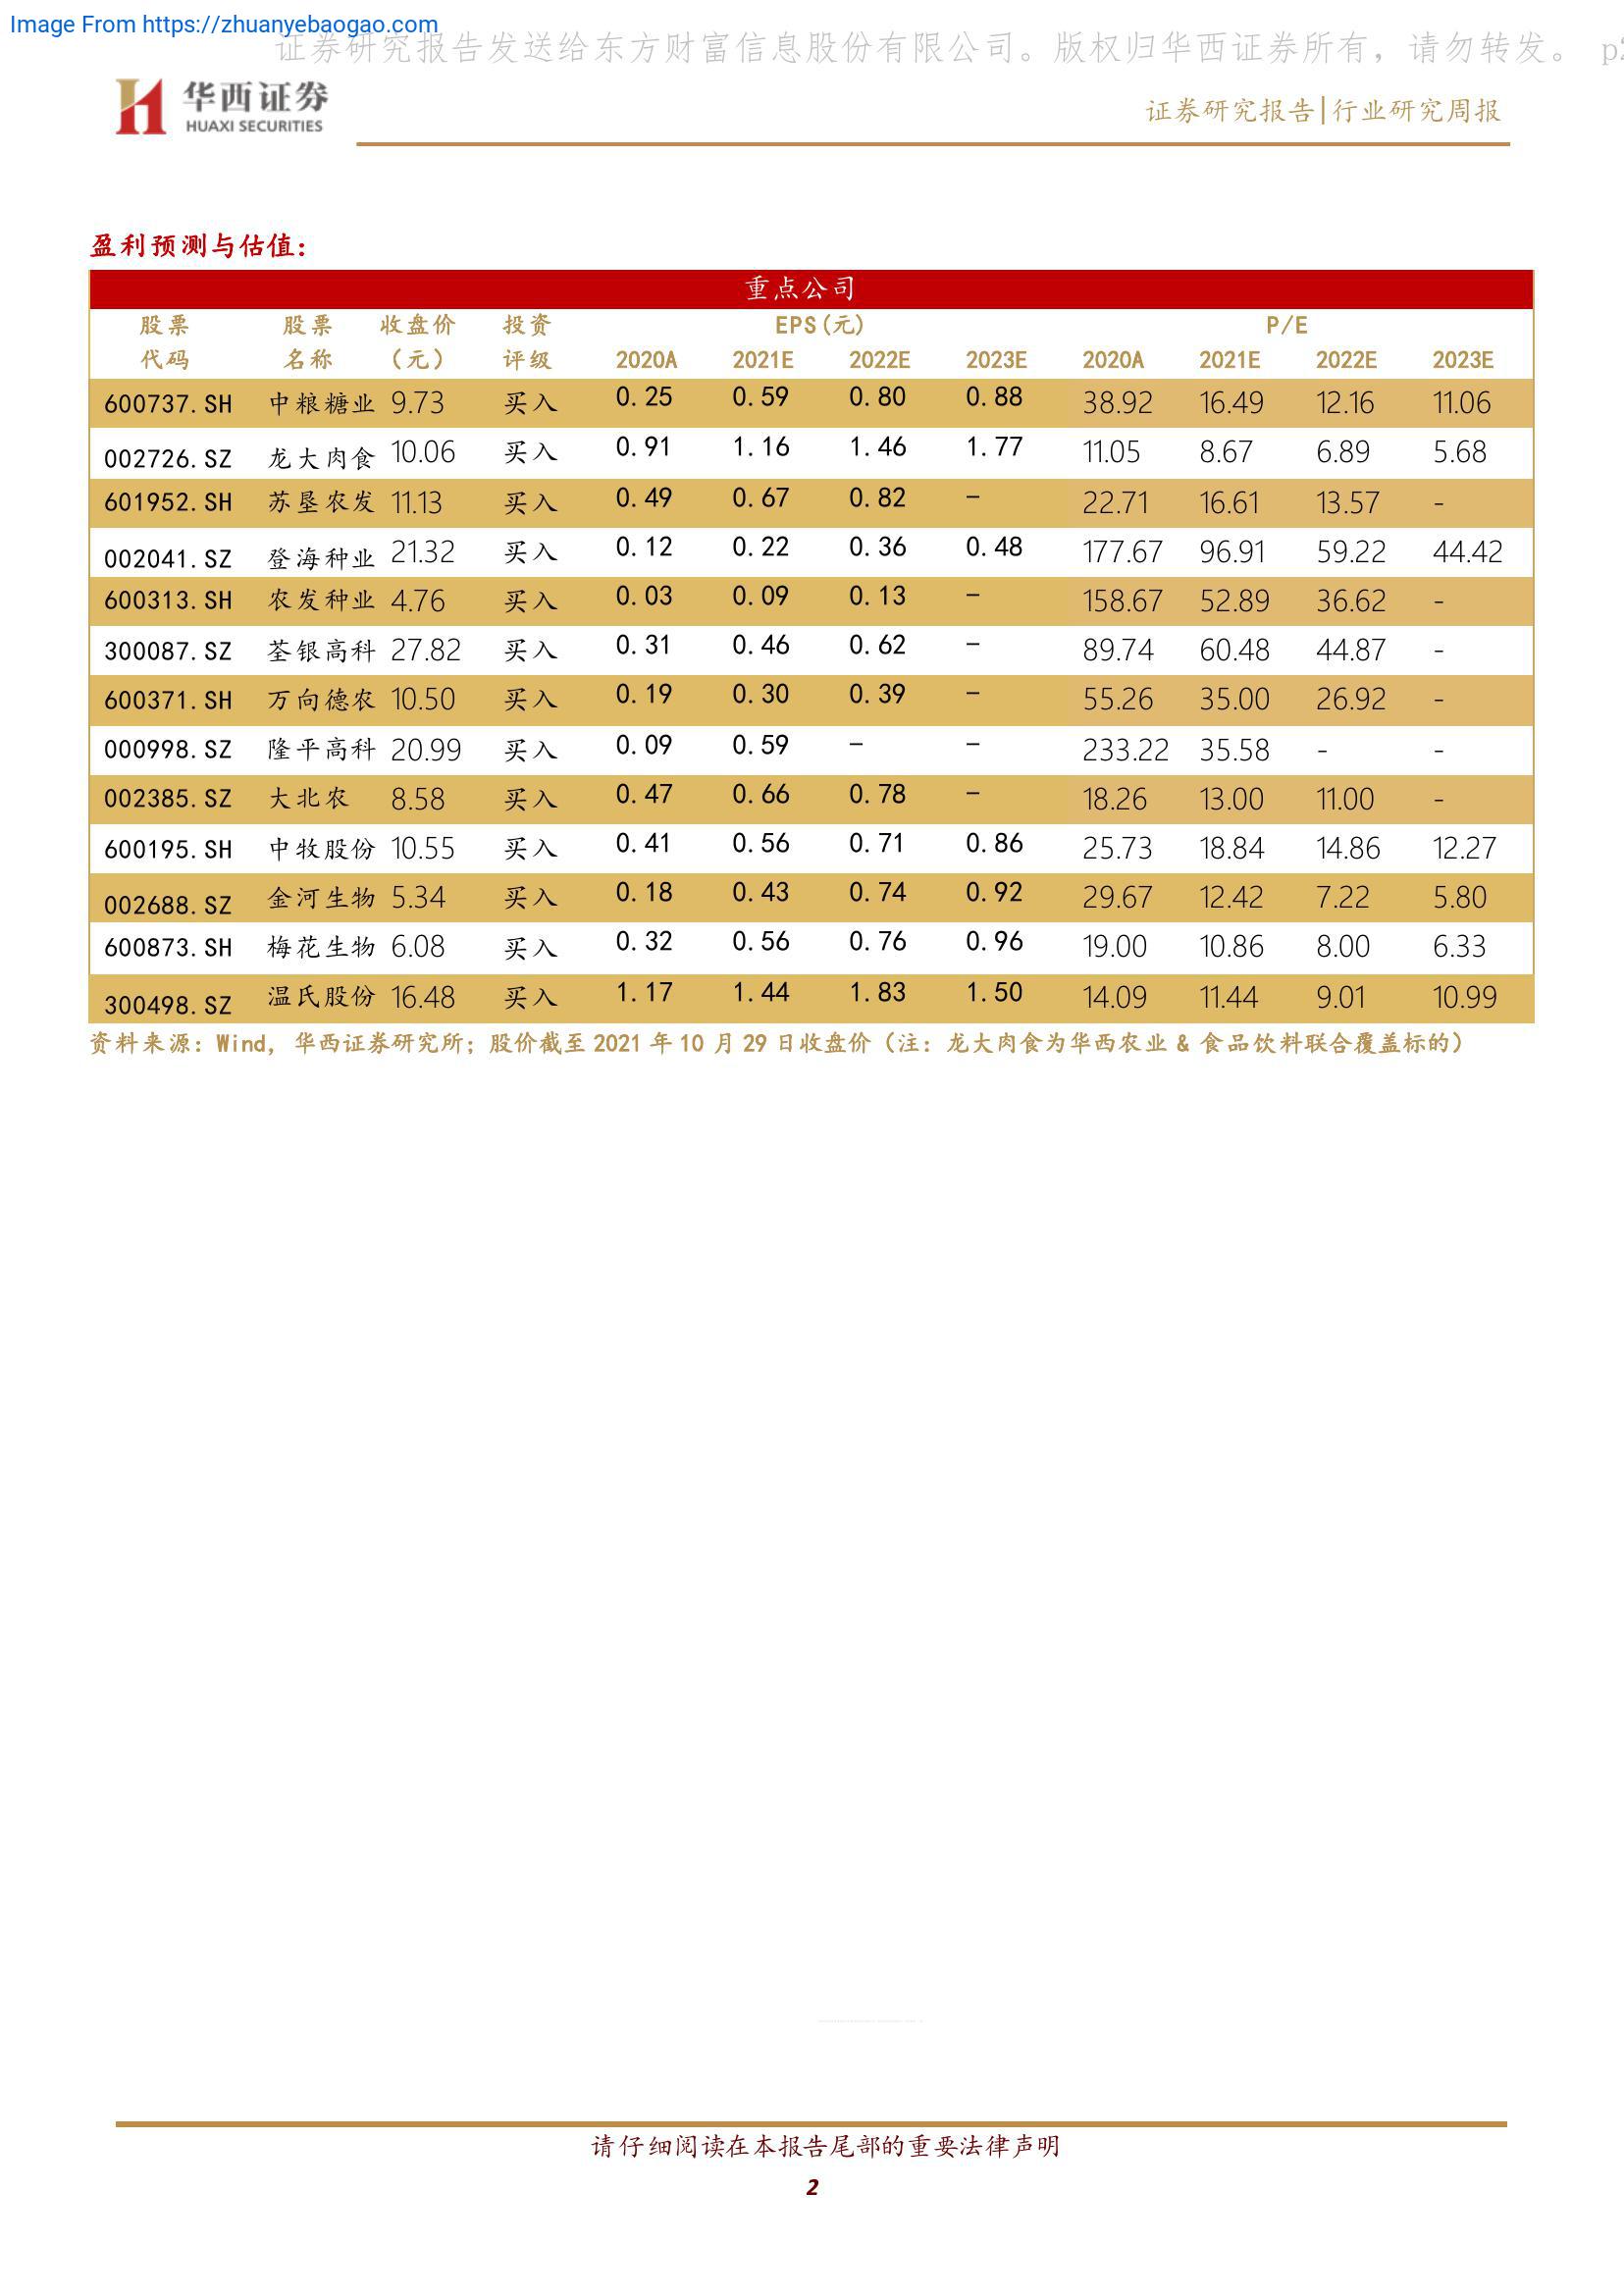 Image From https://zhuanyebaogao.com
证券研究报告发送给东方财富信息股份有限公司。版权归华西证券所有，请勿转发。 p2
华西证券
HUAXI SECURITIES
证券研究报告|行业研究周报
盈利预测与估值：
重点公司
股票 股票 收盘价 投资 EPS(元) P/E
代码 名称 （元） 评级 2020A 2021E 2022E 2023E 2020A 2021E 2022E 2023E
600737.SH 中粮糖业 9.73 买入 0.25 0.59 0.80 0.88 38.92 16.49 12.16 11.06
002726.SZ 龙大肉食 10.06 买入 0.91 1.16 1.46 1.77 11.05 8.67 6.89 5.68
601952.SH 苏垦农发 11.13 买入 0.49 0.67 0.82 - 22.71 16.61 13.57 -
002041.SZ 登海种业 21.32 买入 0.12 0.22 0.36 0.48 177.67 96.91 59.22 44.42
600313.SH 农发种业 4.76 买入 0.03 0.09 0.13 - 158.67 52.89 36.62 -
300087.SZ 荃银高科 27.82 买入 0.31 0.46 0.62 - 89.74 60.48 44.87 -
600371.SH 万向德农 10.50 买入 0.19 0.30 0.39 - 55.26 35.00 26.92 -
000998.SZ 隆平高科 20.99 买入 0.09 0.59 - - 233.22 35.58 - -
002385.SZ 大北农 8.58 买入 0.47 0.66 0.78 - 18.26 13.00 11.00 -
600195.SH 中牧股份 10.55 买入 0.41 0.56 0.71 0.86 25.73 18.84 14.86 12.27
002688.SZ 金河生物 5.34 买入 0.18 0.43 0.74 0.92 29.67 12.42 7.22 5.80
600873.SH 梅花生物 6.08 买入 0.32 0.56 0.76 0.96 19.00 10.86 8.00 6.33
300498.SZ 温氏股份 16.48 买入 1.17 1.44 1.83 1.50 14.09 11.44 9.01 10.99
资料来源：Wind，华西证券研究所；股价截至 2021 年 10 月 29 日收盘价（注：龙大肉食为华西农业 & 食品饮料联合覆盖标的）
请仔细阅读在本报告尾部的重要法律声明
2